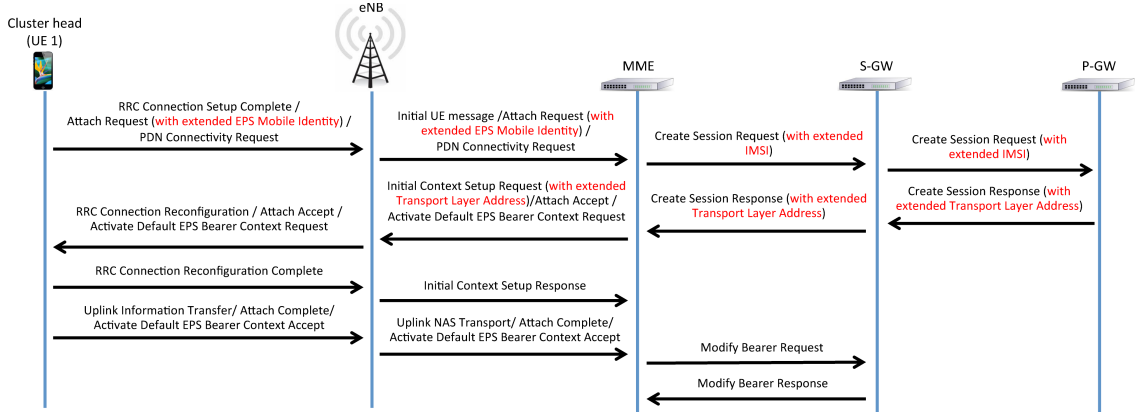 Cluster head
(UE 1)
eNB
MME
S-GW
P-GW
RRC Connection Setup Complete /
Attach Request (with extended EPS Mobile Identity) /
PDN Connectivity Request
Initial UE message /Attach Request (with
extended EPS Mobile Identity) /
PDN Connectivity Request
Create Session Request (with extended
IMSI)
Create Session Request (with
extended IMSI)
Create Session Response (with
extended Transport Layer Address)
Create Session Response (with extended
Transport Layer Address)
Initial Context Setup Request (with extended
Transport Layer Address)/Attach Accept /
Activate Default EPS Bearer Context Request
RRC Connection Reconfiguration / Attach Accept /
Activate Default EPS Bearer Context Request
RRC Connection Reconfiguration Complete
Initial Context Setup Response
Uplink Information Transfer/ Attach Complete/
Activate Default EPS Bearer Context Accept
Uplink NAS Transport/ Attach Complete/
Activate Default EPS Bearer Context Accept
Modify Bearer Request
Modify Bearer Response